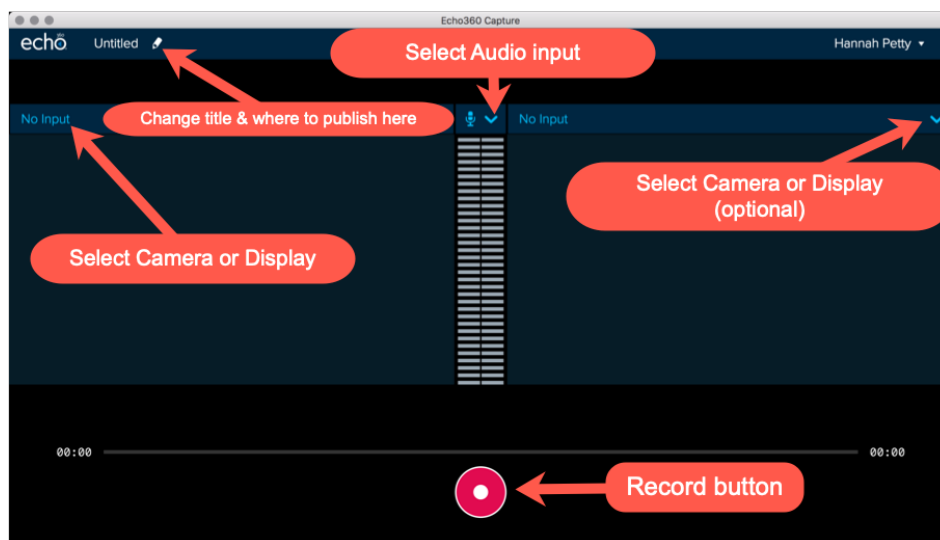 Echo360 Capture
echo360 Untitled Hannah Petty
Select Audio input
No Input
Change title & where to publish here
No Input
Select Camera or Display
(optional)
Select Camera or Display
00:00
00:00
Record button